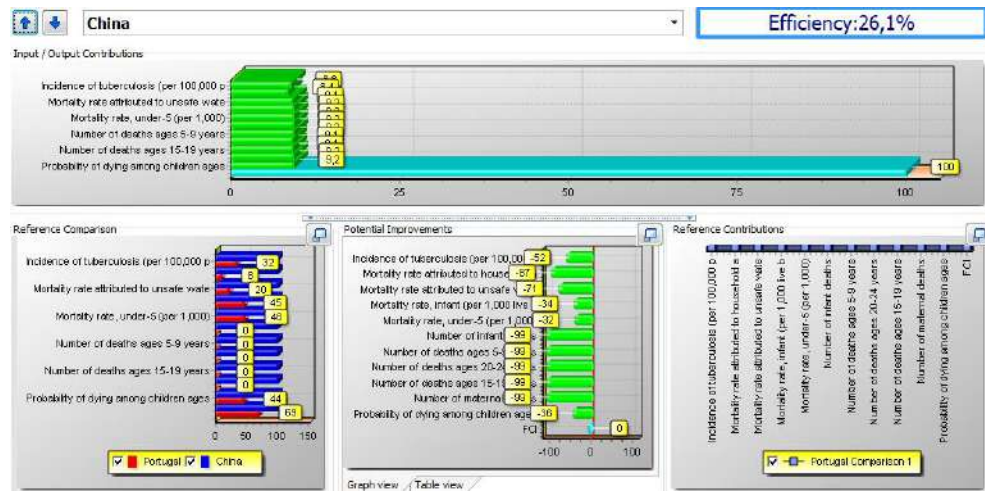 China
Efficiency:26,1%
Input / Output Contributions
Incidence of tuberculosis (per 100,000 p
Mortality rate attributed to unsafe wate
Mortality rate, under-5 (per 1,000)
Number of deaths ages 5-9 years
Number of deaths ages 15-19 years
Probability of dying among children ages
9,2
100
0 25 50 75 100
Reference Comparison
Incidence of tuberculosis (per 100,000 p
Mortality rate attributed to unsafe wate
Mortality rate, under-5 (per 1,000)
Number of deaths ages 5-9 years
Number of deaths ages 15-19 years
Probability of dying among children ages
32
8
20
45
0
0
0
0
0
44
0 50 100 150
Portugal China
Potential Improvements
Incidence of tuberculosis (per 100,00 -52
Mortality rate attributed to house
Mortality rate attributed to unsafe -71
Mortality rate, infant (per 1,000 live -34
Mortality rate, under-5 (per 1,000 -32
Number of infant -99
Number of deaths ages 5- -99
Number of deaths ages 20-2 -99
Number of deaths ages 15-1 -99
Number of maternal -99
Probability of dying among children age -36
FCI 0
-100 0 100
Graph view Table view
Reference Contributions
Incidence of tuberculosis (per 100,000 p
Mortality rate attributed to household a
Mortality rate attributed to unsafe wate
Mortality rate, infant (per 1,000 live b
Mortality rate, under-5 (per 1,000)
Number of infant deaths
Number of deaths ages 5-9 years
Number of deaths ages 20-24 years
Number of deaths ages 15-19 years
Number of maternal deaths
Probability of dying among children ages
FCI
Portugal Comparison 1